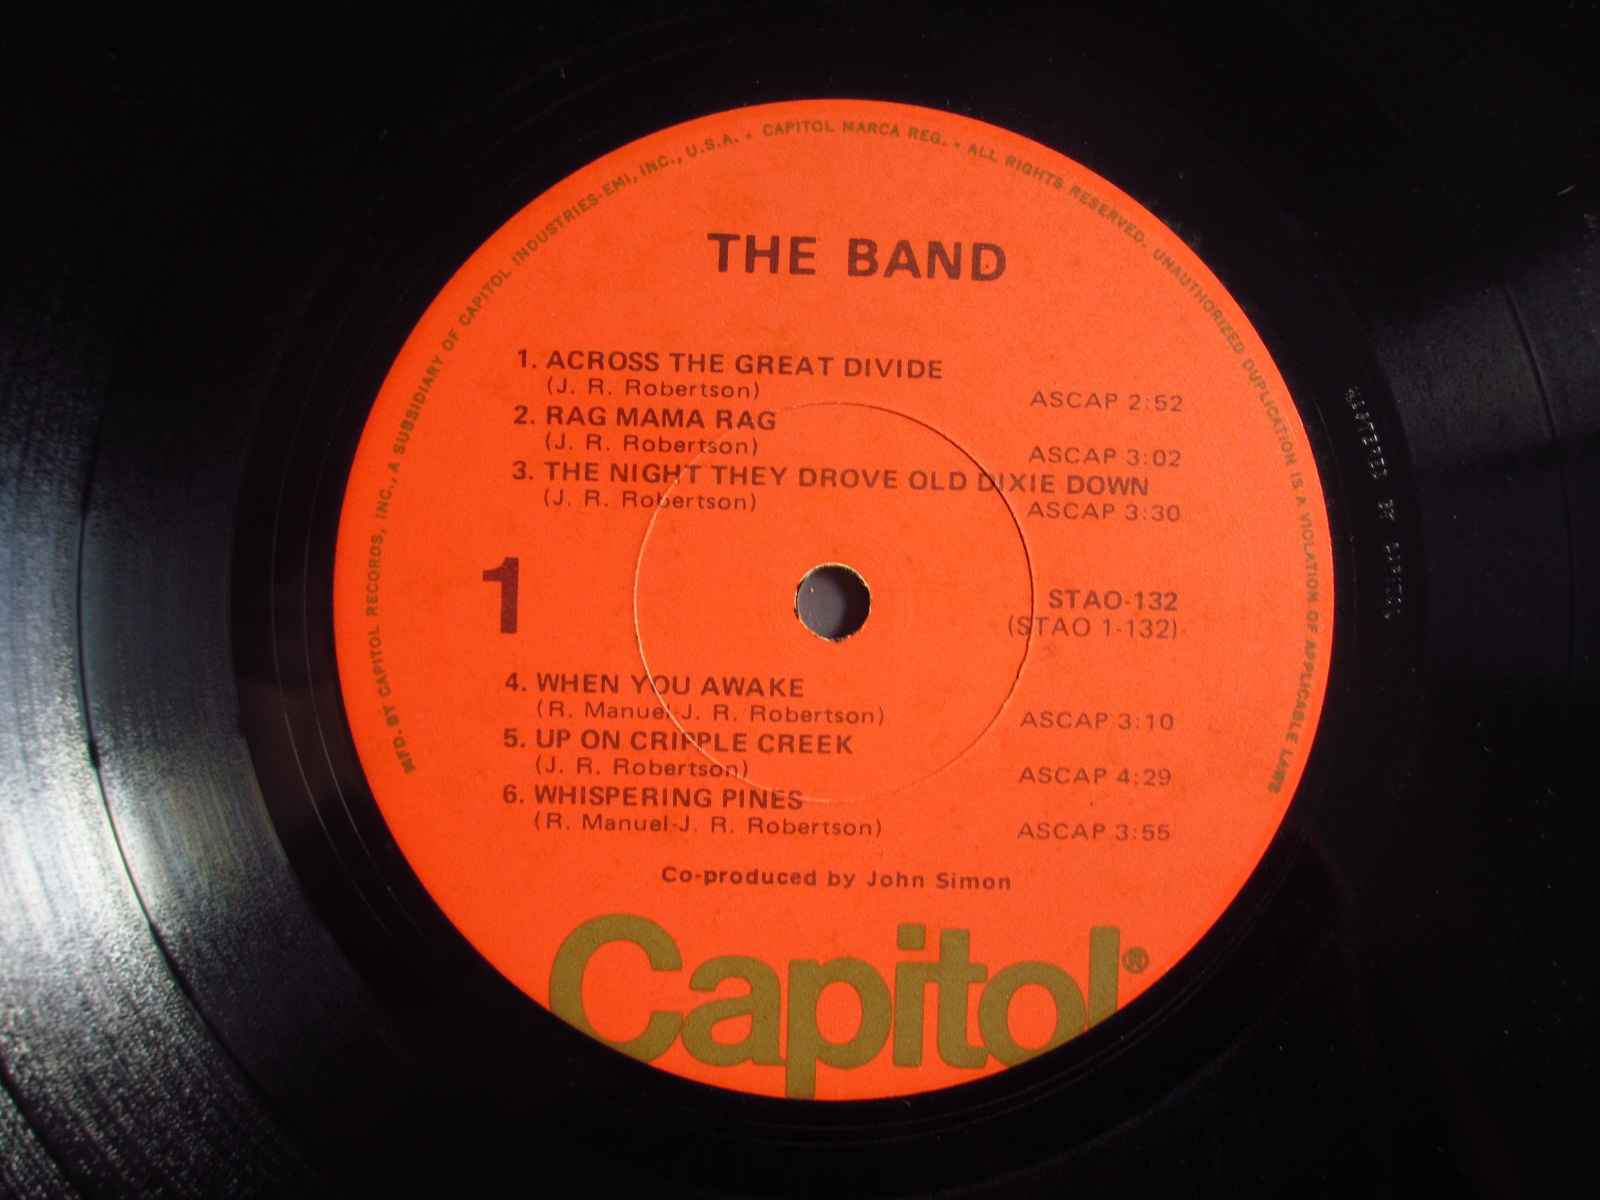 MFD. BY CAPITOL RECORDS, INC., A SUBSIDIARY OF CAPITOL INDUSTRIES-EMI, INC., U.S.A. • CAPITOL MARCA REG. • ALL RIGHTS RESERVED. UNAUTHORIZED DUPLICATION IS A VIOLATION OF APPLICABLE LAWS
THE BAND
1. ACROSS THE GREAT DIVIDE
(J. R. Robertson) ASCAP 2:52
2. RAG MAMA RAG
(J. R. Robertson) ASCAP 3:02
3. THE NIGHT THEY DROVE OLD DIXIE DOWN
(J. R. Robertson) ASCAP 3:30
1
STAO-132
(STAO 1-132)
4. WHEN YOU AWAKE
(R. Manuel-J. R. Robertson) ASCAP 3:10
5. UP ON CRIPPLE CREEK
(J. R. Robertson) ASCAP 4:29
6. WHISPERING PINES
(R. Manuel-J. R. Robertson) ASCAP 3:55
Co-produced by John Simon
Capitol®
MASTERED BY CAPITOL